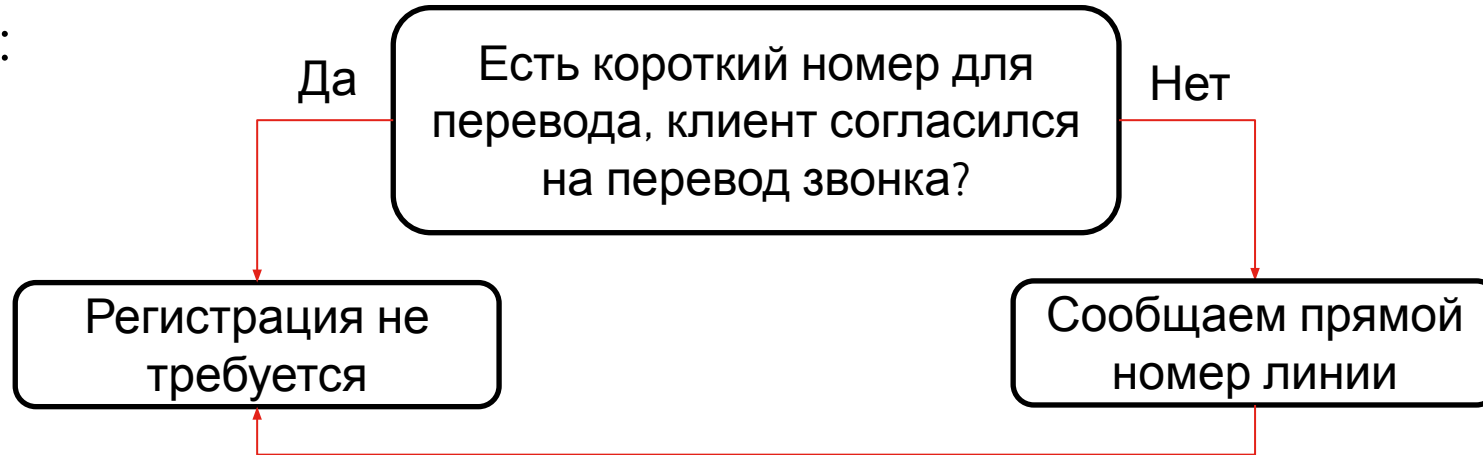 :
Да
Есть короткий номер для
перевода, клиент согласился
на перевод звонка?
Нет
Регистрация не
требуется
Сообщаем прямой
номер линии